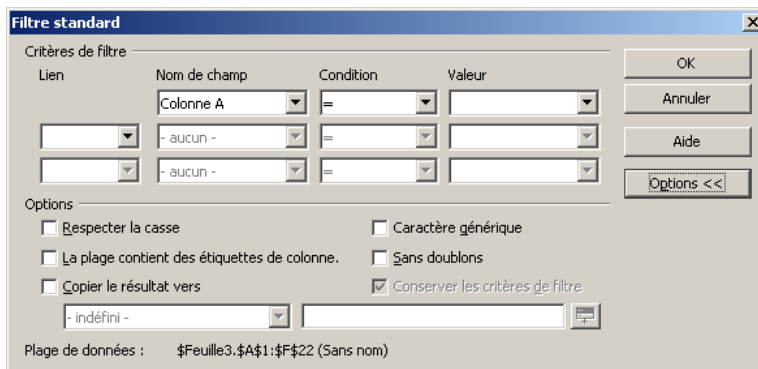 Filtre standard
Critères de filtre
Lien Nom de champ Condition Valeur
Colonne A =
- aucun - =
- aucun - =
OK
Annuler
Aide
Options <<
Options
Respecter la casse
Caractère générique
La plage contient des étiquettes de colonne.
Sans doublons
Copier le résultat vers
Conserver les critères de filtre
- indéfini -
Plage de données : $Feuille3.$A$1:$F$22 (Sans nom)